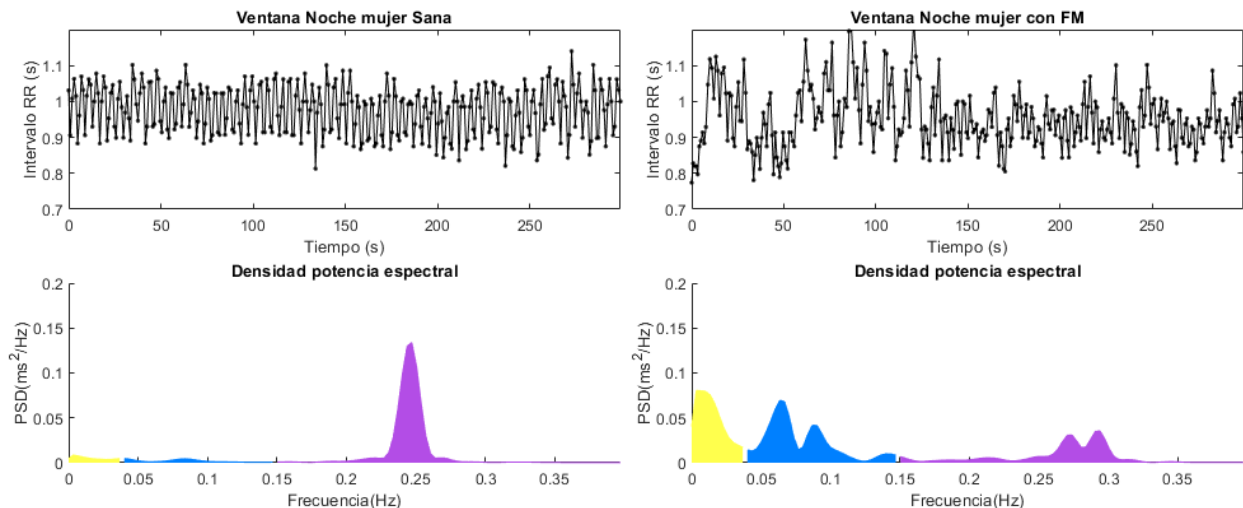 Ventana Noche mujer Sana
Intervalo RR (s)
1.1
1
0.9
0.8
0.7
0 50 100 150 200 250
Tiempo (s)
Ventana Noche mujer con FM
Intervalo RR (s)
1.1
1
0.9
0.8
0.7
0 50 100 150 200 250
Tiempo (s)
Densidad potencia espectral
PSD(ms²/Hz)
0.2
0.15
0.1
0.05
0
0 0.05 0.1 0.15 0.2 0.25 0.3 0.35
Frecuencia(Hz)
Densidad potencia espectral
PSD(ms²/Hz)
0.2
0.15
0.1
0.05
0
0 0.05 0.1 0.15 0.2 0.25 0.3 0.35
Frecuencia(Hz)